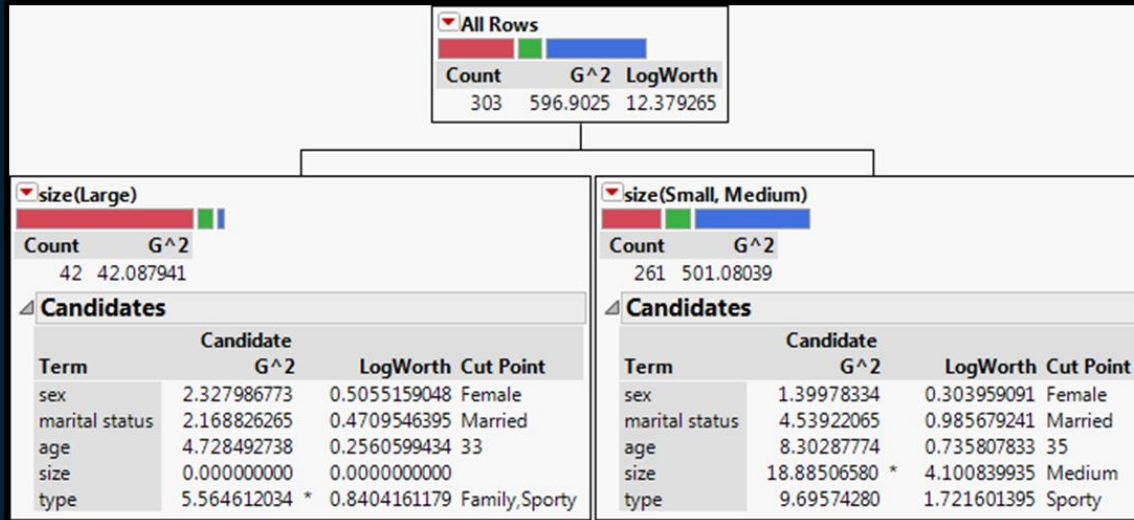 All Rows
Count G^2 LogWorth
303 596.9025 12.379265
size(Large)
Count G^2
42 42.087941
Candidates
Candidate
Term G^2 LogWorth Cut Point
sex 2.327986773 0.5055159048 Female
marital status 2.168826265 0.4709546395 Married
age 4.728492738 0.2560599434 33
size 0.000000000 0.0000000000
type 5.564612034 * 0.8404161179 Family,Sporty
size(Small, Medium)
Count G^2
261 501.08039
Candidates
Candidate
Term G^2 LogWorth Cut Point
sex 1.39978334 0.303959091 Female
marital status 4.53922065 0.985679241 Married
age 8.30287774 0.735807833 35
size 18.88506580 * 4.100839935 Medium
type 9.69574280 1.721601395 Sporty